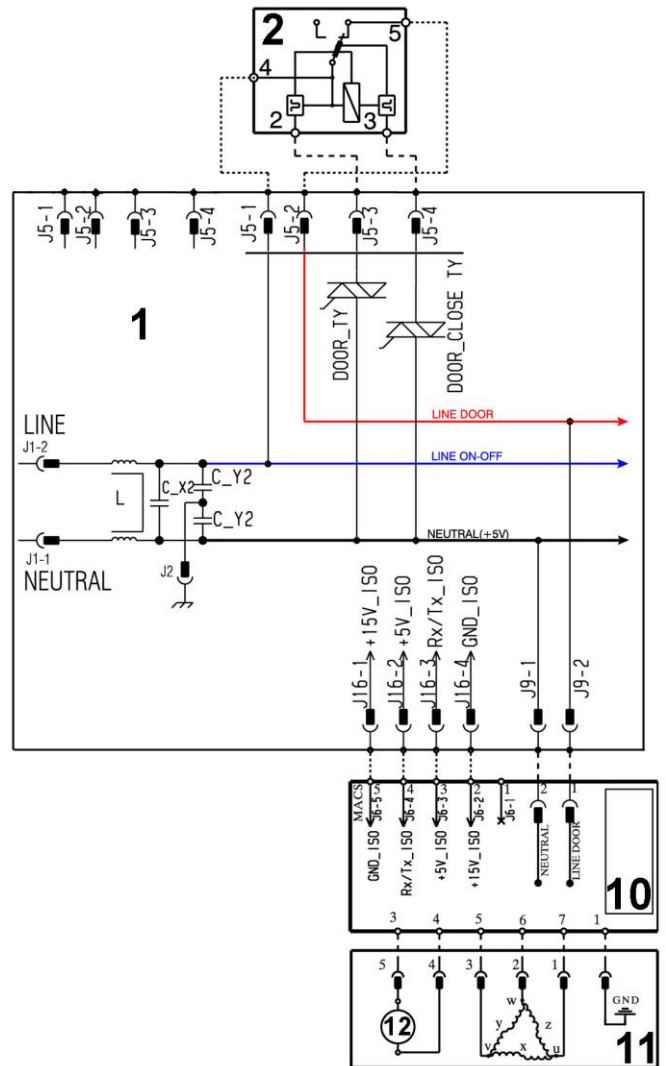 2
5
4
2
3
J5-1
J5-2
J5-3
J5-4
J5-1
J5-2
J5-3
J5-4
1
DOOR_TY
DOOR_CLOSE TY
LINE DOOR
LINE
J1-2
LINE ON-OFF
L
C_X2
C_Y2
C_Y2
NEUTRAL(+5V)
J1-1
NEUTRAL
J2
+15V_ISO
+5V_ISO
Rx/Tx_ISO
GND_ISO
J16-1
J16-2
J16-3
J16-4
J9-1
J9-2
MACS
5
4
3
2
1
2
1
J6-5
J6-4
J6-3
J6-2
J6-1
GND_ISO
Rx/Tx_ISO
+5V_ISO
+15V_ISO
NEUTRAL
LINE DOOR
10
3
4
5
6
7
1
5
4
3
2
1
GND
12
w
y
z
v
x
u
11